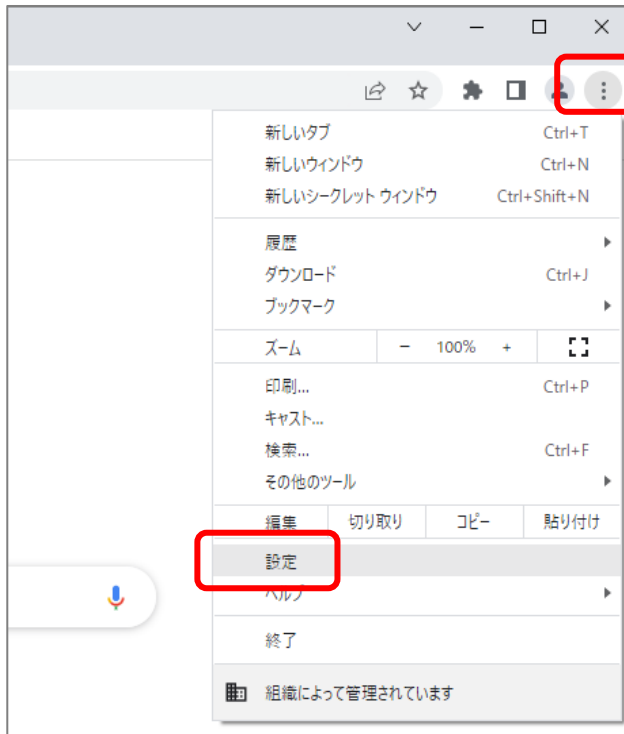 新しいタブ Ctrl+T
新しいウィンドウ Ctrl+N
新しいシークレット ウィンドウ Ctrl+Shift+N
履歴
ダウンロード Ctrl+J
ブックマーク
ズーム − 100% +
印刷... Ctrl+P
キャスト...
検索... Ctrl+F
その他のツール
編集 切り取り コピー 貼り付け
設定
ヘルプ
終了
組織によって管理されています